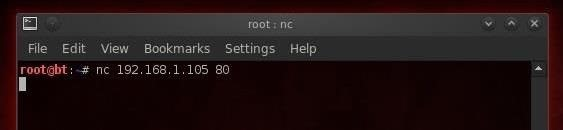 root : nc
File Edit View Bookmarks Settings Help
root@bt:~# nc 192.168.1.105 80